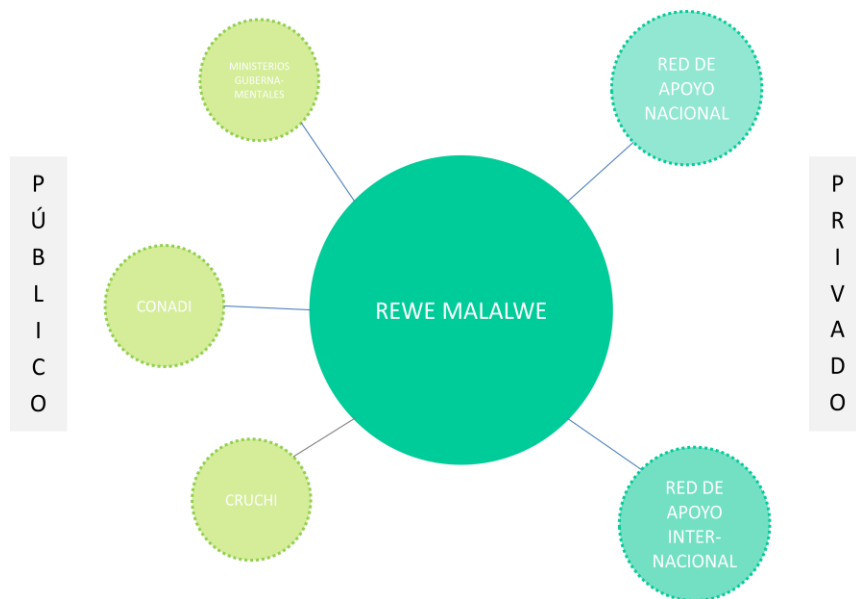 MINISTERIOS
GUBERNA-
MENTALES
RED DE
APOYO
NACIONAL
P
Ú
B
L
I
C
O
CONADI
REWE MALALWE
P
R
I
V
A
D
O
CRUCHI
RED DE
APOYO
INTER-
NACIONAL